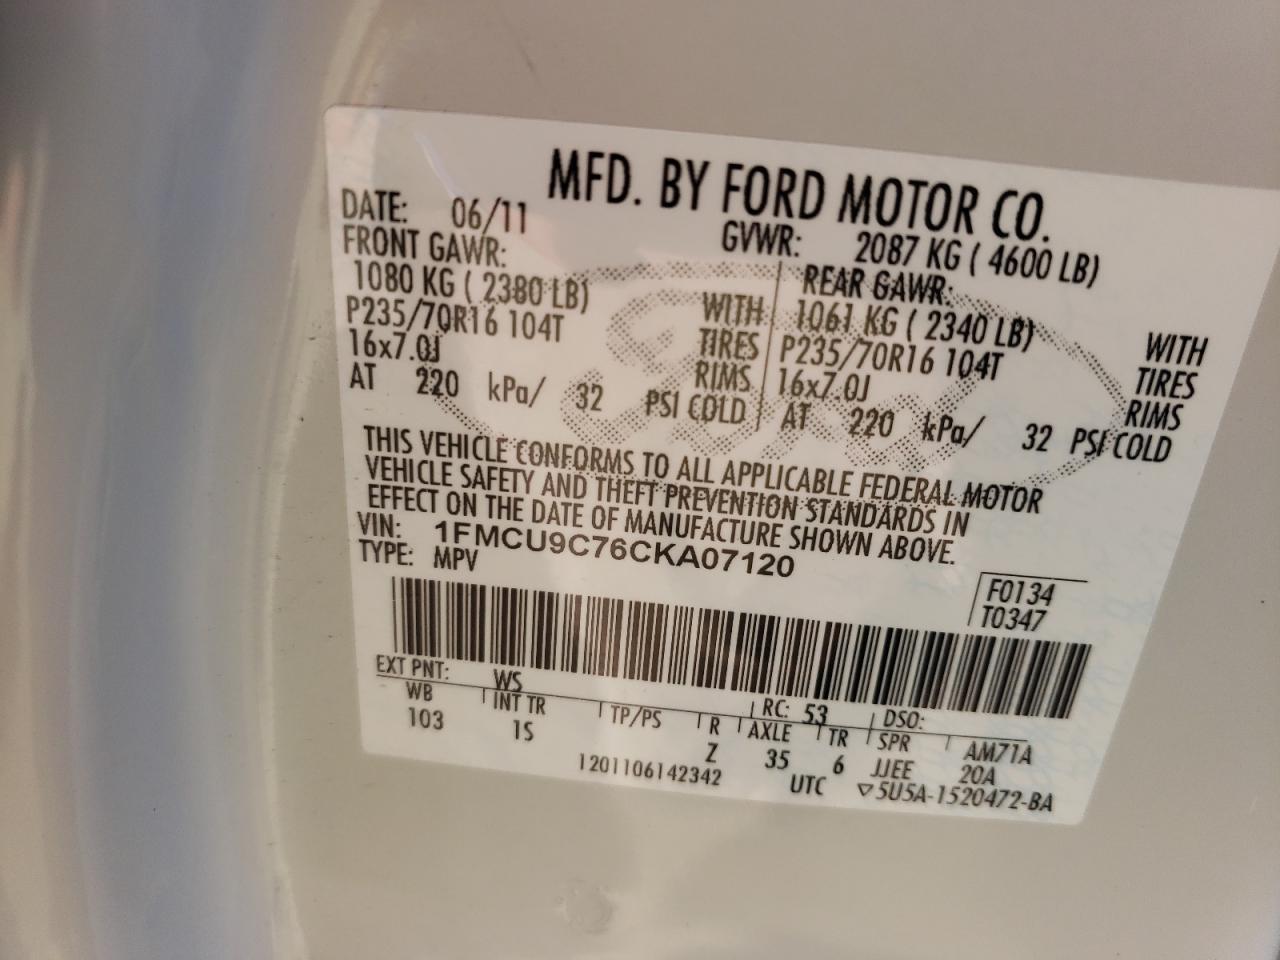 MFD. BY FORD MOTOR CO.
DATE: 06/11 GVWR: 2087 KG ( 4600 LB)
FRONT GAWR: REAR GAWR:
1080 KG ( 2380 LB) WITH 1061 KG ( 2340 LB) WITH
P235/70R16 104T TIRES P235/70R16 104T TIRES
16x7.0J RIMS 16x7.0J RIMS
AT 220 kPa/ 32 PSI COLD AT 220 kPa/ 32 PSI COLD
THIS VEHICLE CONFORMS TO ALL APPLICABLE FEDERAL MOTOR
VEHICLE SAFETY AND THEFT PREVENTION STANDARDS IN
EFFECT ON THE DATE OF MANUFACTURE SHOWN ABOVE.
VIN: 1FMCU9C76CKA07120
TYPE: MPV
F0134
T0347
EXT PNT: WS RC: 53 DSO:
WB INT TR TP/PS R AXLE TR SPR AM71A
103 1S Z 35 6 JJEE 20A
1201106142342 UTC ▽5U5A-1520472-BA
Ford